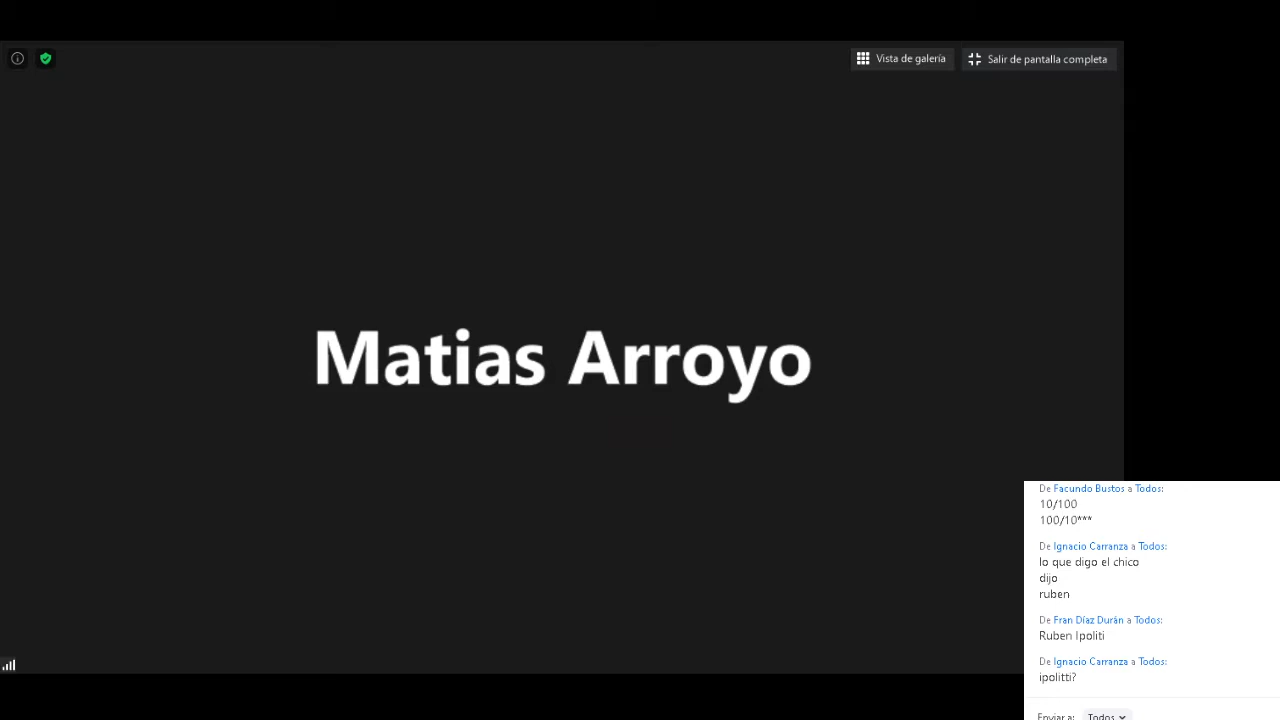 Vista de galería
Salir de pantalla completa
Matias Arroyo
De Facundo Bustos a Todos:
10/100
100/10***
De Ignacio Carranza a Todos:
lo que digo el chico
dijo
ruben
De Fran Díaz Durán a Todos:
Ruben Ipoliti
De Ignacio Carranza a Todos:
ipolitti?
Enviar a: Todos